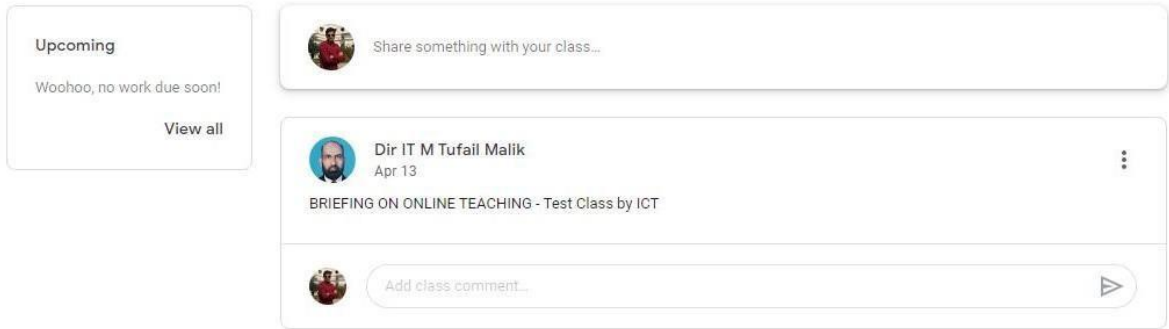 Upcoming
Woohoo, no work due soon!
View all
Share something with your class...
Dir IT M Tufail Malik
Apr 13
BRIEFING ON ONLINE TEACHING - Test Class by ICT
Add class comment...